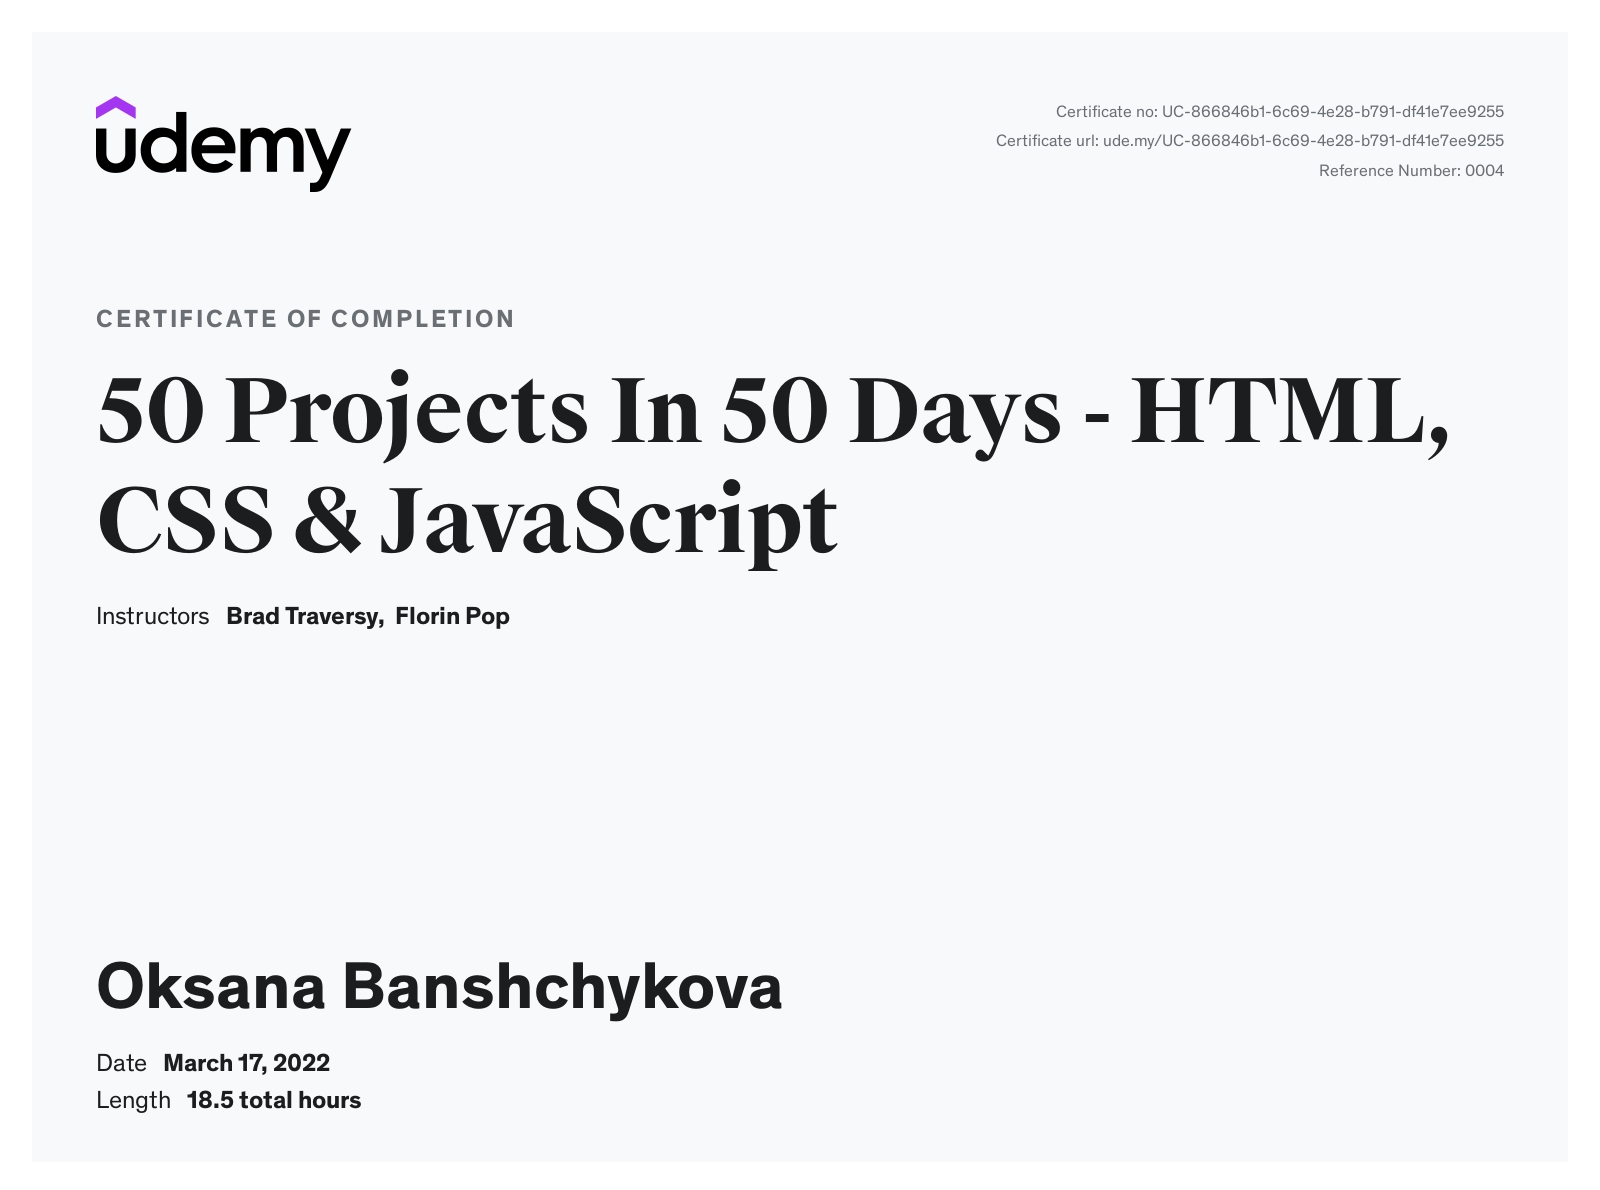 udemy
Certificate no: UC-866846b1-6c69-4e28-b791-df41e7ee9255
Certificate url: ude.my/UC-866846b1-6c69-4e28-b791-df41e7ee9255
Reference Number: 0004
CERTIFICATE OF COMPLETION
50 Projects In 50 Days - HTML,
CSS & JavaScript
Instructors Brad Traversy, Florin Pop
Oksana Banshchykova
Date March 17, 2022
Length 18.5 total hours